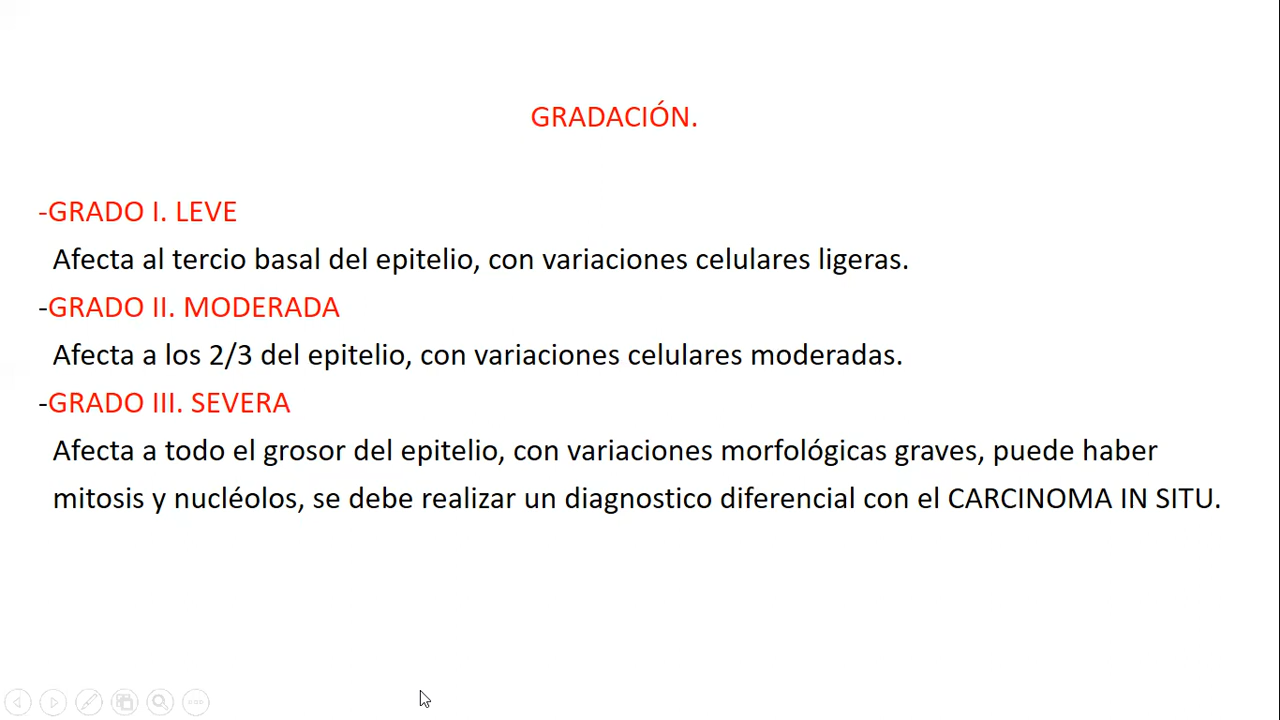 GRADACIÓN.
-GRADO I. LEVE
Afecta al tercio basal del epitelio, con variaciones celulares ligeras.
-GRADO II. MODERADA
Afecta a los 2/3 del epitelio, con variaciones celulares moderadas.
-GRADO III. SEVERA
Afecta a todo el grosor del epitelio, con variaciones morfológicas graves, puede haber
mitosis y nucléolos, se debe realizar un diagnostico diferencial con el CARCINOMA IN SITU.